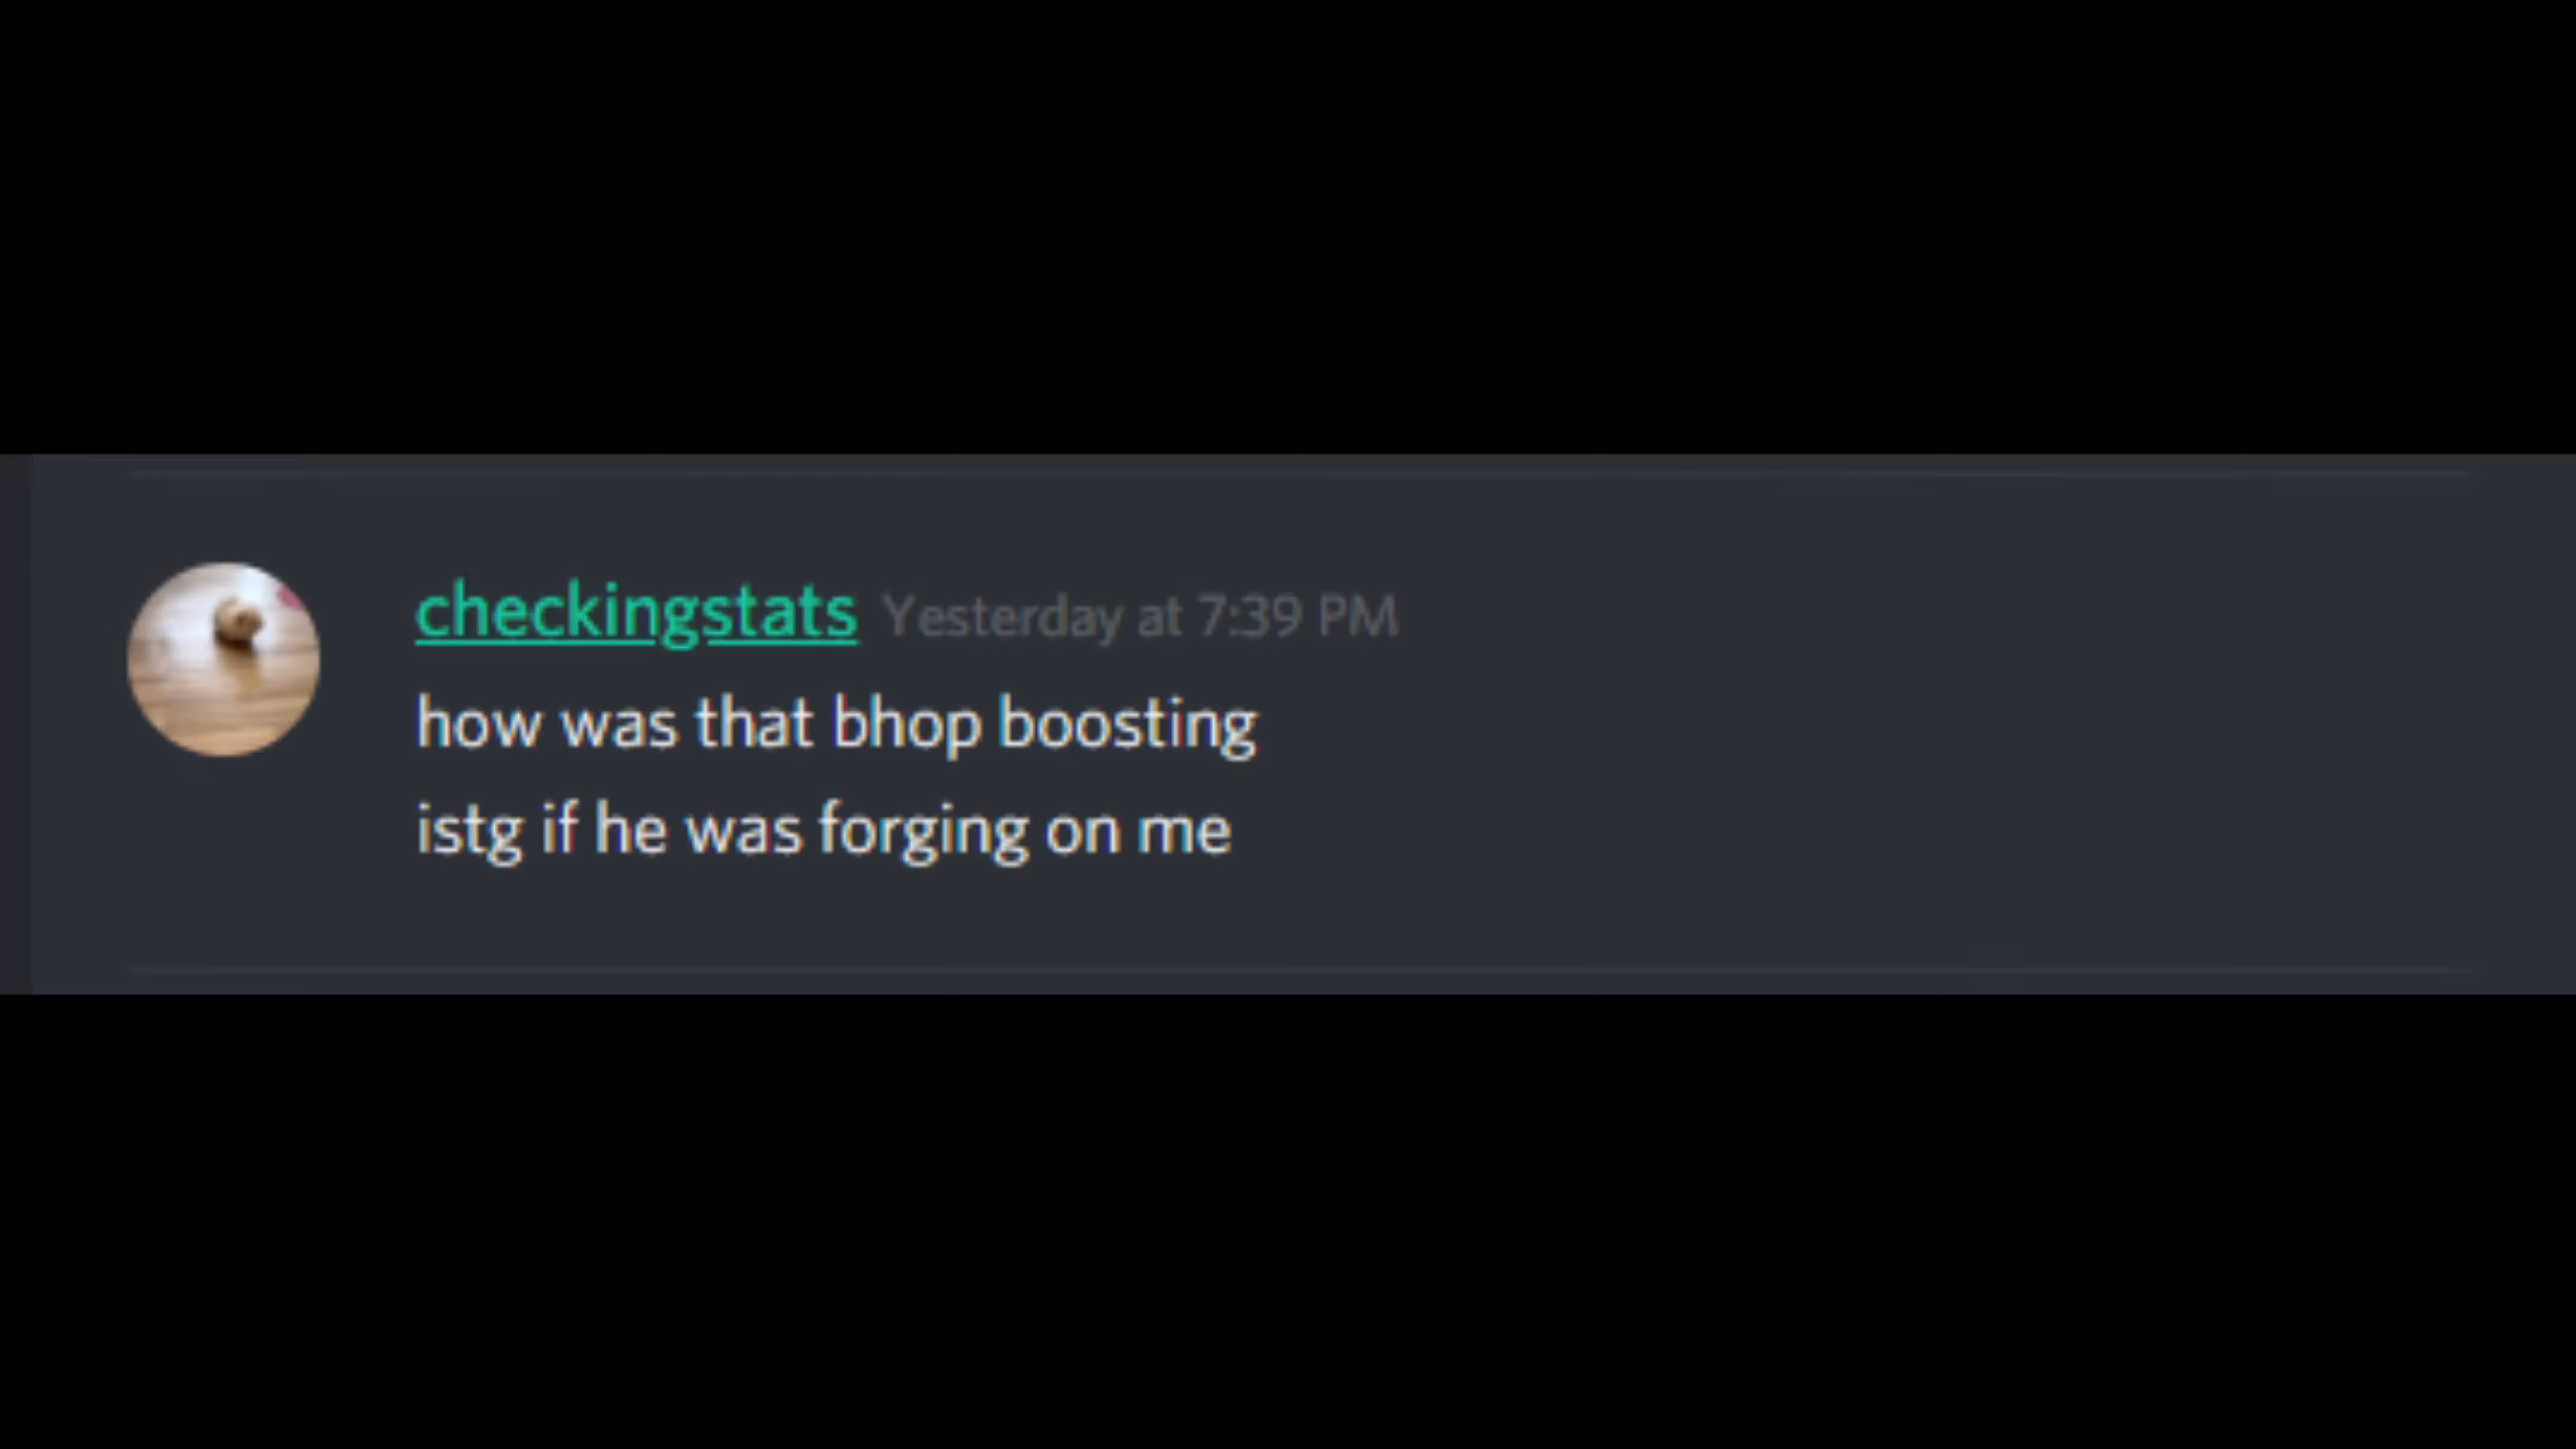 checkingstats Yesterday at 7:39 PM
how was that bhop boosting
istg if he was forging on me